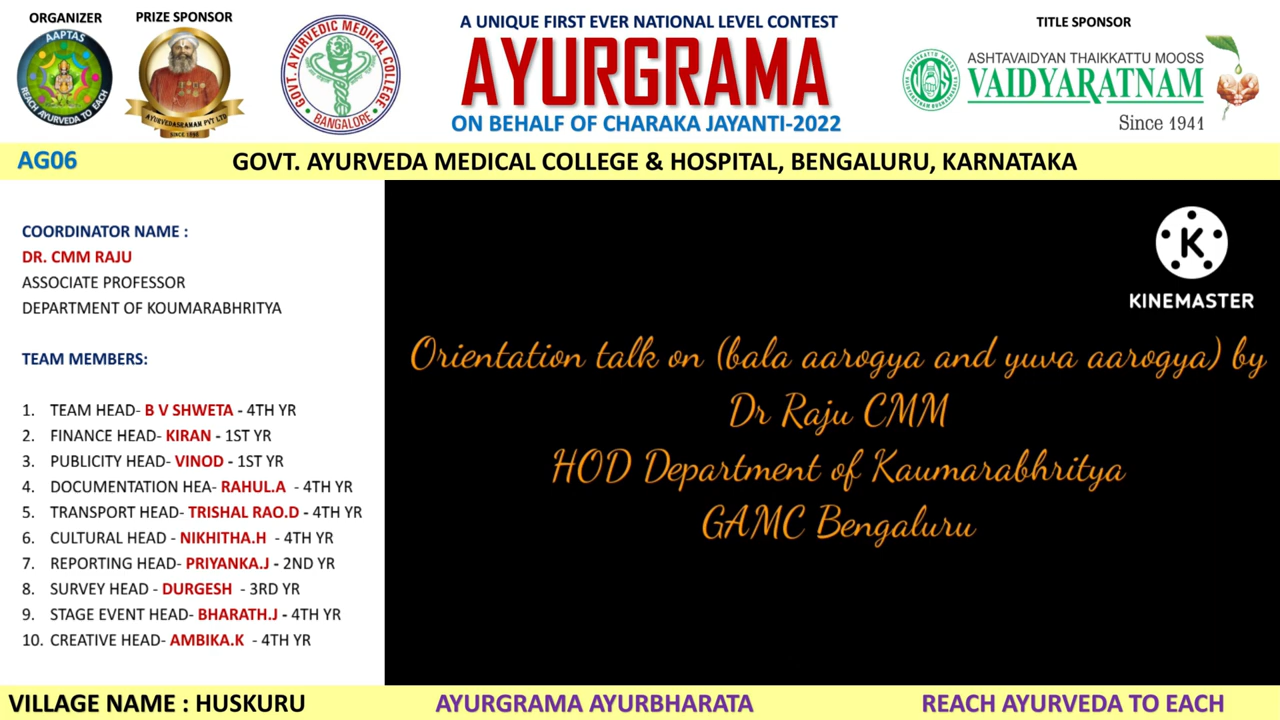 ORGANIZER
AAPTAS
REACH AYURVEDA TO EACH
PRIZE SPONSOR
AYURVEDASRAMAM PVT LTD
SINCE 1898
GOVT. AYURVEDIC MEDICAL COLLEGE
BANGALORE
A UNIQUE FIRST EVER NATIONAL LEVEL CONTEST
AYURGRAMA
ON BEHALF OF CHARAKA JAYANTI-2022
TITLE SPONSOR
ASHTAVAIDYAN THAIKKATTU MOOSS
VAIDYARATNAM
Since 1941
AG06
GOVT. AYURVEDA MEDICAL COLLEGE & HOSPITAL, BENGALURU, KARNATAKA
COORDINATOR NAME :
DR. CMM RAJU
ASSOCIATE PROFESSOR
DEPARTMENT OF KOUMARABHRITYA
TEAM MEMBERS:
1. TEAM HEAD- B V SHWETA - 4TH YR
2. FINANCE HEAD- KIRAN - 1ST YR
3. PUBLICITY HEAD- VINOD - 1ST YR
4. DOCUMENTATION HEA- RAHUL.A - 4TH YR
5. TRANSPORT HEAD- TRISHAL RAO.D - 4TH YR
6. CULTURAL HEAD - NIKHITHA.H - 4TH YR
7. REPORTING HEAD- PRIYANKA.J - 2ND YR
8. SURVEY HEAD - DURGESH - 3RD YR
9. STAGE EVENT HEAD- BHARATH.J - 4TH YR
10. CREATIVE HEAD- AMBIKA.K - 4TH YR
K
KINEMASTER
Orientation talk on (bala aarogya and yuva aarogya) by
Dr Raju CMM
HOD Department of Kaumarabhritya
GAMC Bengaluru
VILLAGE NAME : HUSKURU
AYURGRAMA AYURBHARATA
REACH AYURVEDA TO EACH